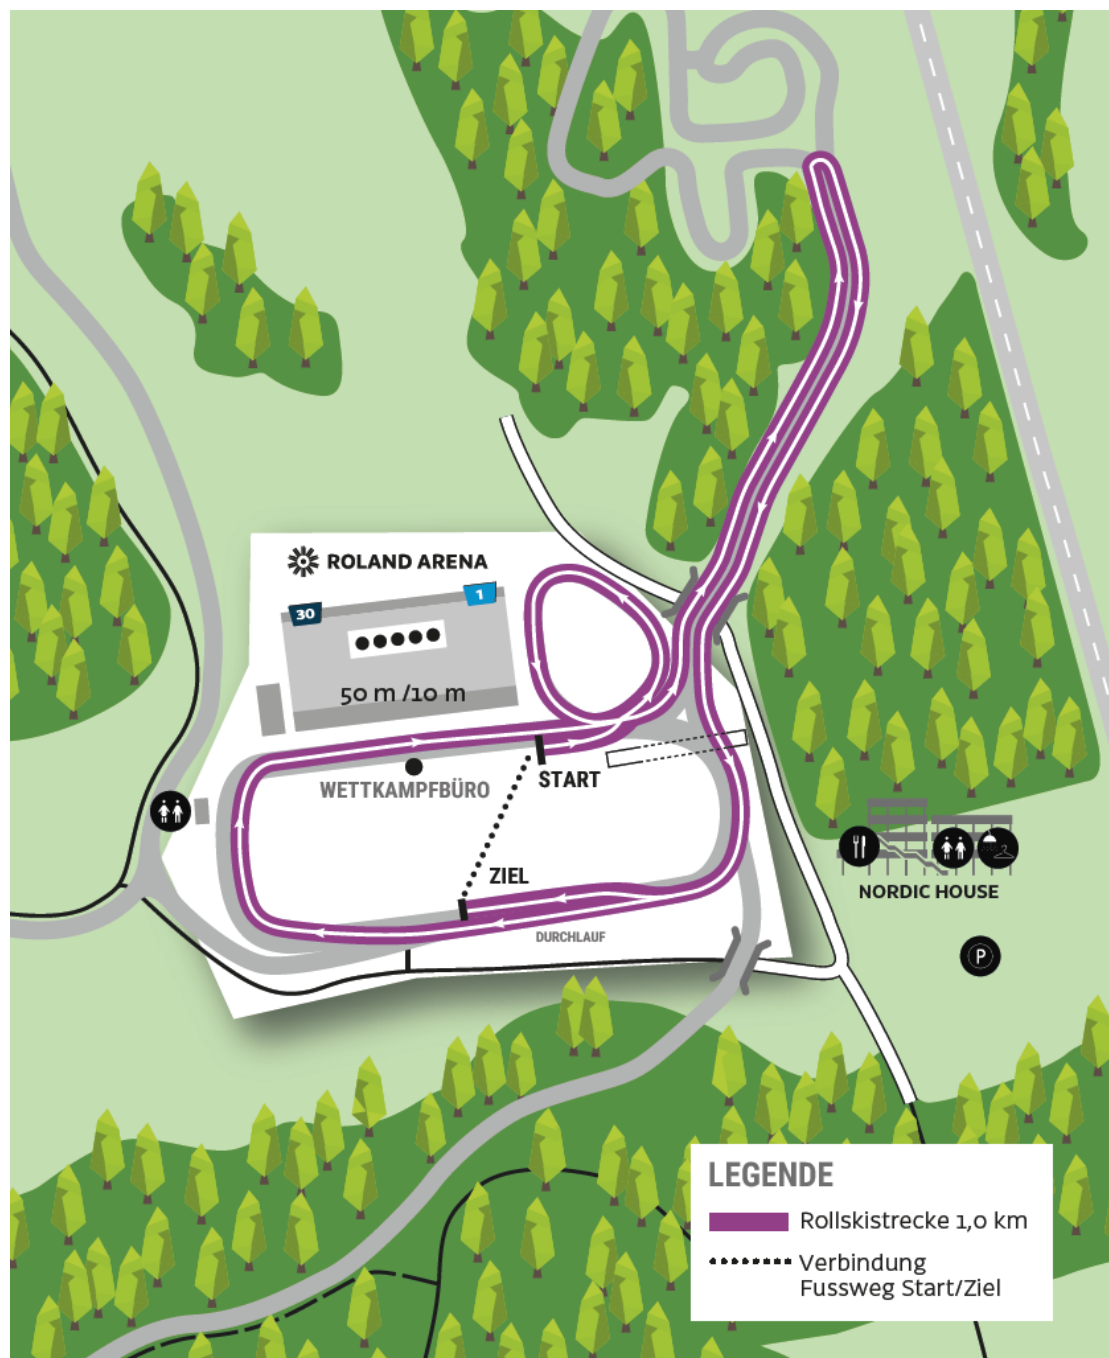 ROLAND ARENA
1
30
50 m /10 m
START
WETTKAMPFBÜRO
ZIEL
DURCHLAUF
NORDIC HOUSE
P
LEGENDE
Rollskistrecke 1,0 km
Verbindung
Fussweg Start/Ziel